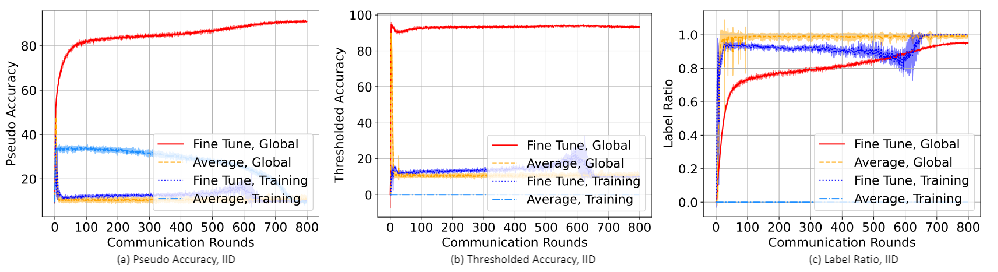 Pseudo Accuracy
80
60
40
20
Fine Tune, Global
Average, Global
Fine Tune, Training
Average, Training
0 100 200 300 400 500 600 700 800
Communication Rounds
(a) Pseudo Accuracy, IID
Thresholded Accuracy
100
80
60
40
20
0
Fine Tune, Global
Average, Global
Fine Tune, Training
Average, Training
0 100 200 300 400 500 600 700 800
Communication Rounds
(b) Thresholded Accuracy, IID
Label Ratio
1.0
0.8
0.6
0.4
0.2
0.0
Fine Tune, Global
Average, Global
Fine Tune, Training
Average, Training
0 100 200 300 400 500 600 700 800
Communication Rounds
(c) Label Ratio, IID